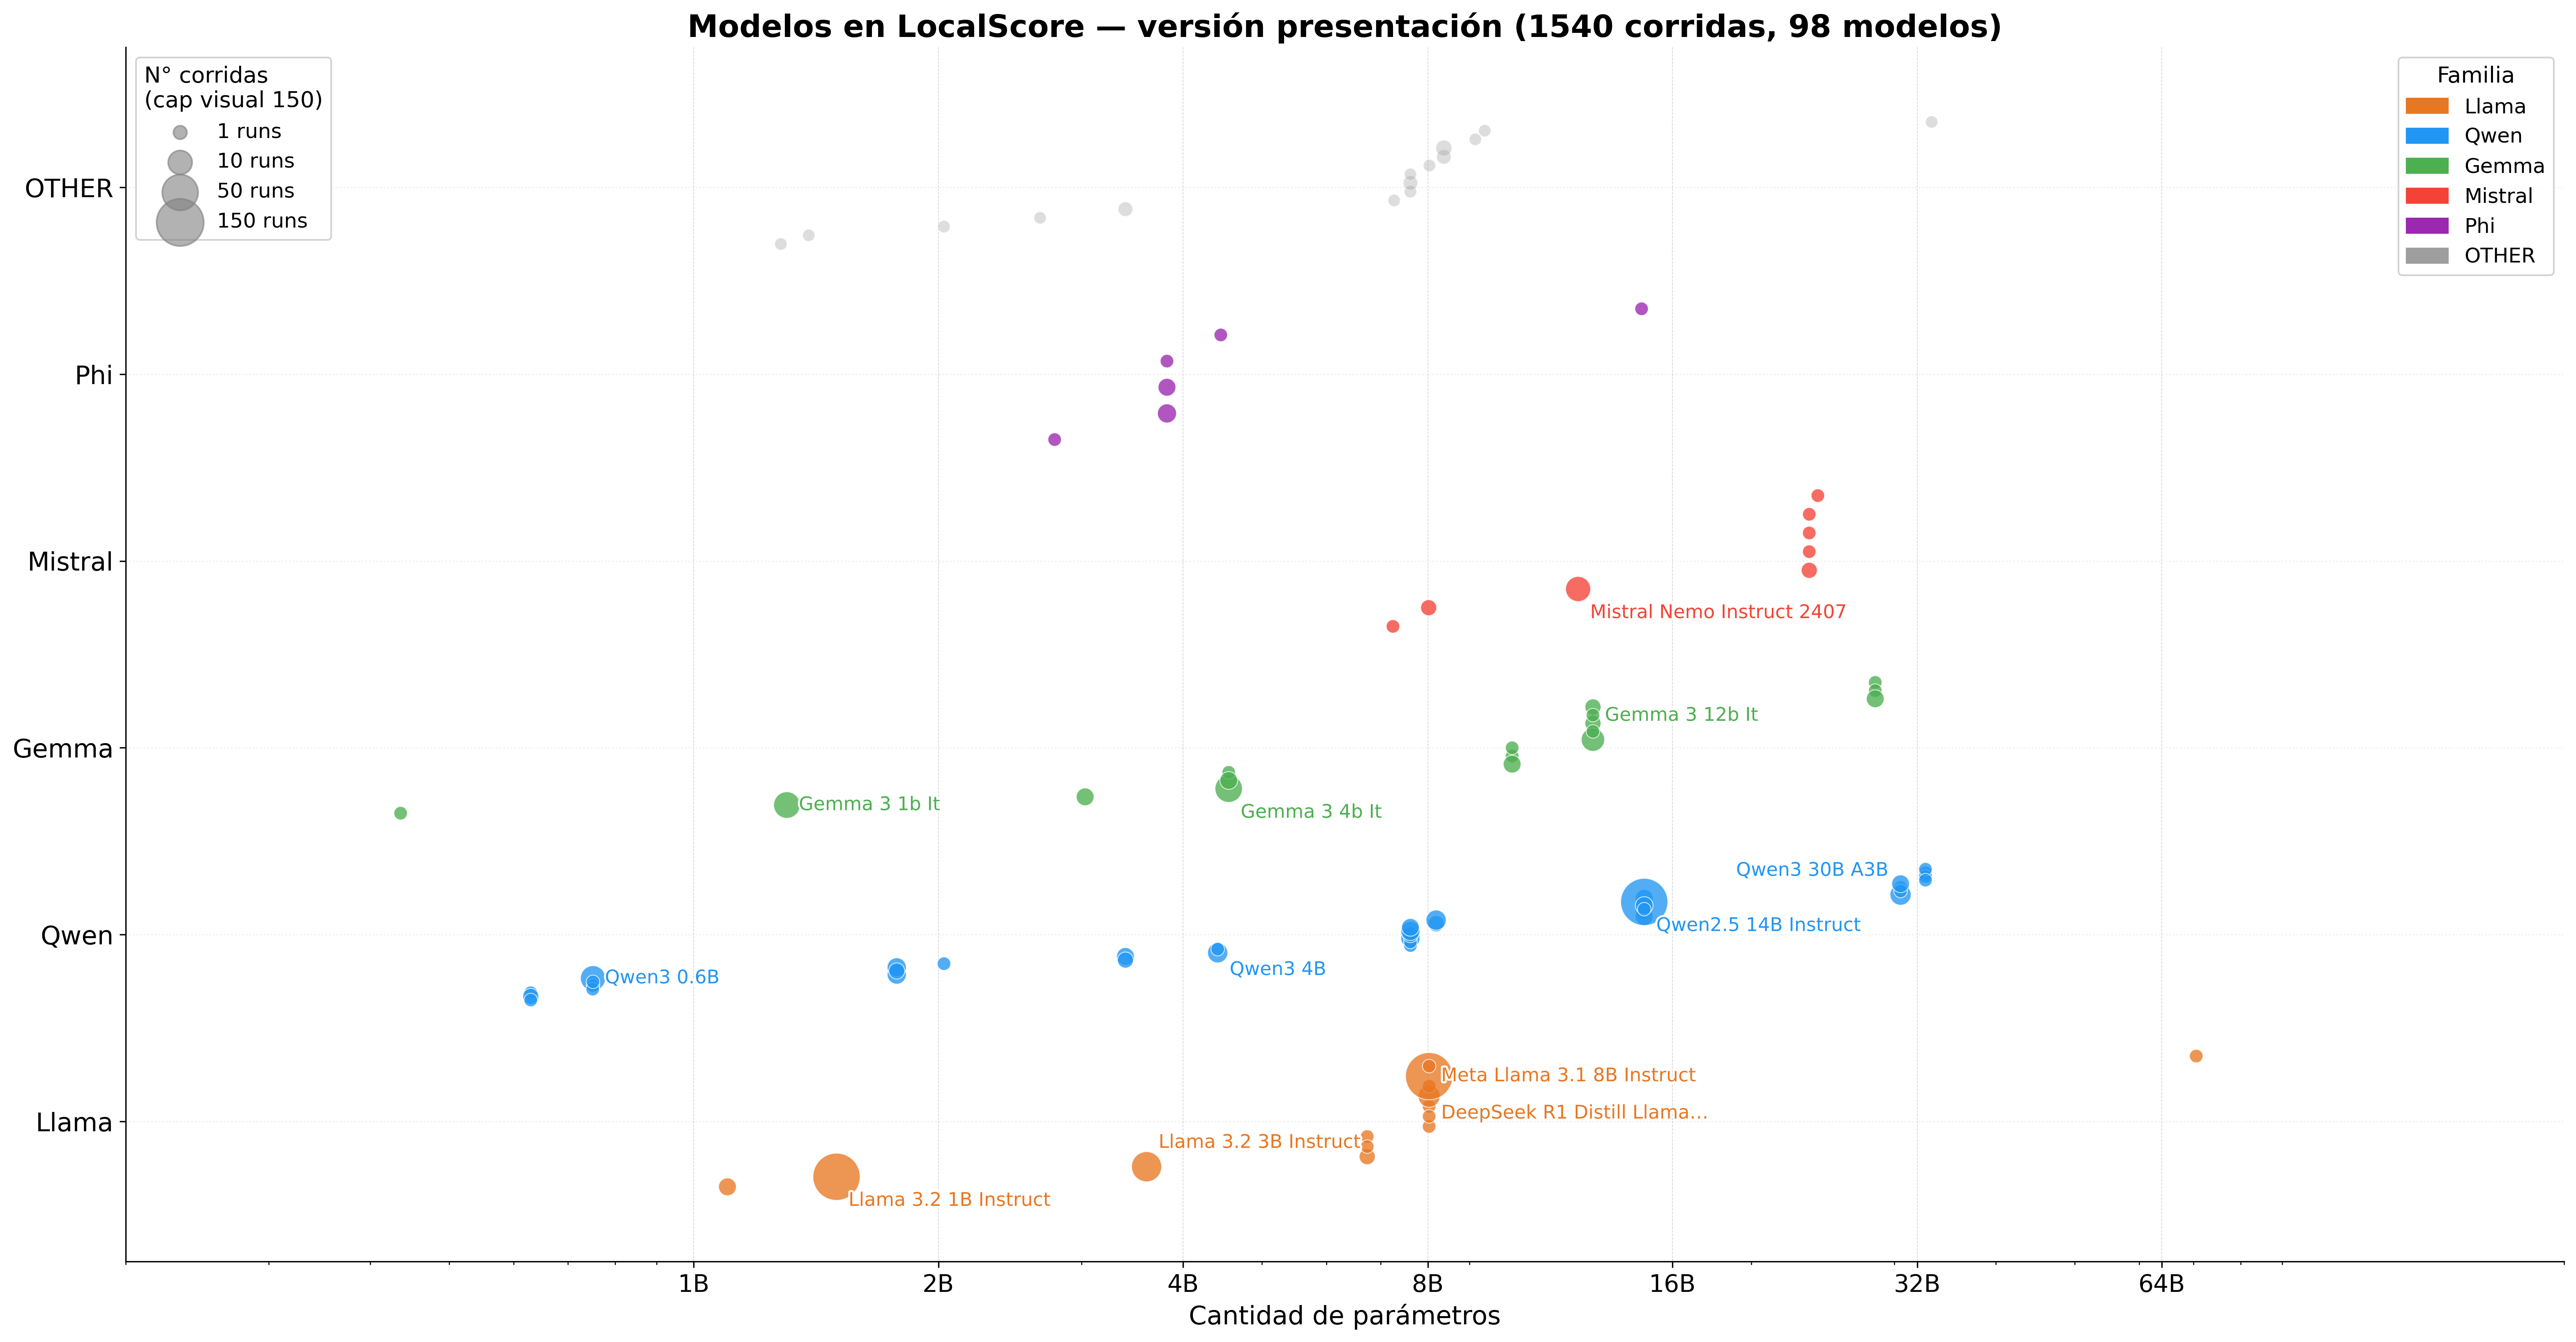 Modelos en LocalScore — versión presentación (1540 corridas, 98 modelos)
N° corridas
(cap visual 150)
1 runs
10 runs
50 runs
150 runs
Familia
Llama
Qwen
Gemma
Mistral
Phi
OTHER
OTHER
Phi
Mistral
Gemma
Qwen
Llama
Mistral Nemo Instruct 2407
Gemma 3 12b It
Gemma 3 1b It
Gemma 3 4b It
Qwen3 30B A3B
Qwen2.5 14B Instruct
Qwen3 4B
Qwen3 0.6B
Meta Llama 3.1 8B Instruct
DeepSeek R1 Distill Llama...
Llama 3.2 3B Instruct
Llama 3.2 1B Instruct
1B
2B
4B
8B
16B
32B
64B
Cantidad de parámetros